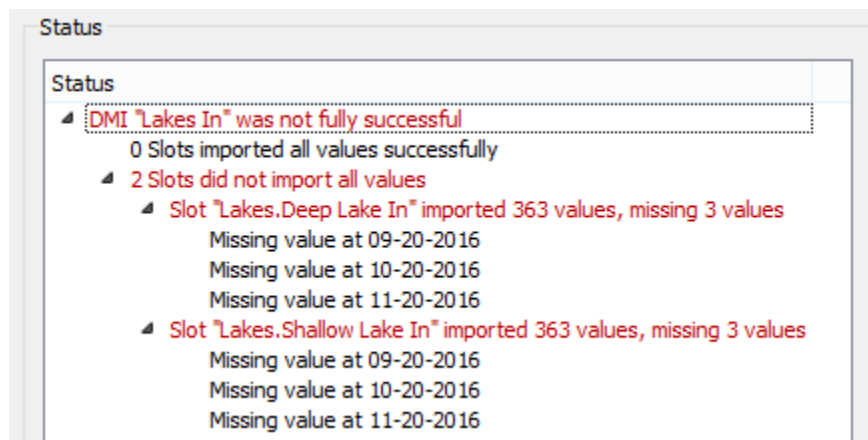 Status
Status
DMI "Lakes In" was not fully successful
0 Slots imported all values successfully
2 Slots did not import all values
Slot "Lakes.Deep Lake In" imported 363 values, missing 3 values
Missing value at 09-20-2016
Missing value at 10-20-2016
Missing value at 11-20-2016
Slot "Lakes.Shallow Lake In" imported 363 values, missing 3 values
Missing value at 09-20-2016
Missing value at 10-20-2016
Missing value at 11-20-2016